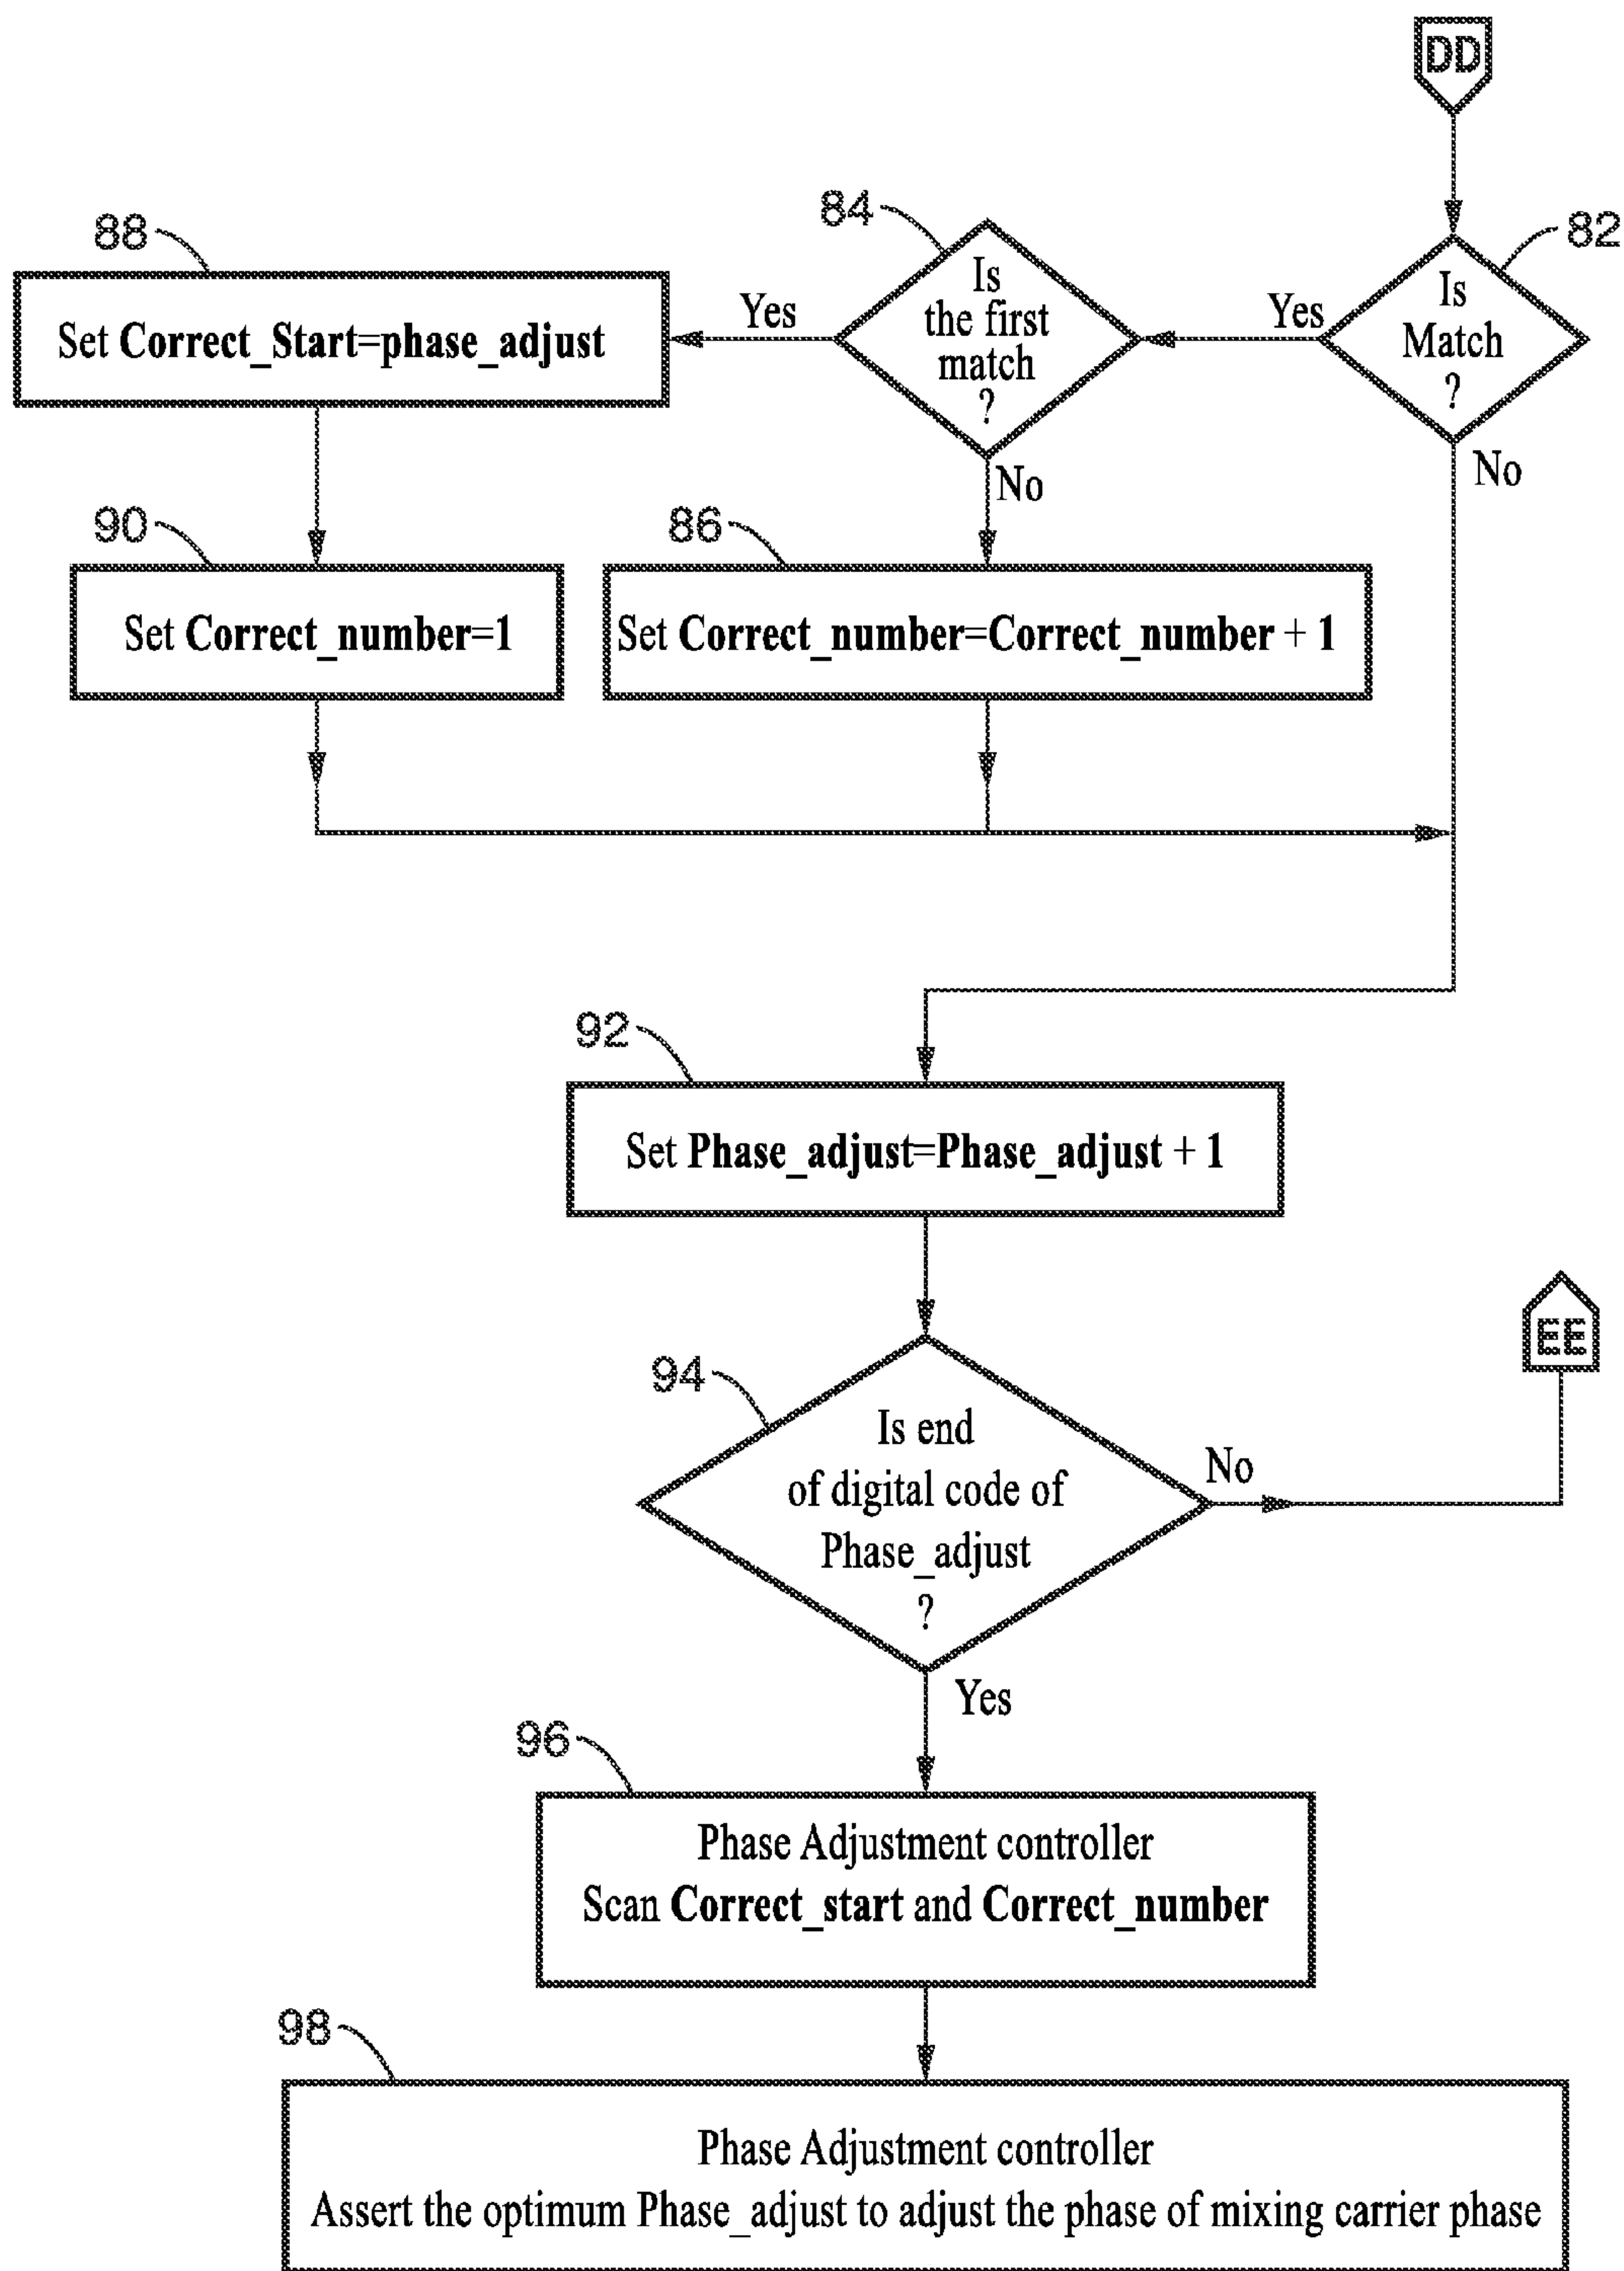 DD
82
Is
Match
?
Yes
No
84
Is
the first
match
?
Yes
No
88
Set Correct_Start=phase_adjust
90
Set Correct_number=1
86
Set Correct_number=Correct_number + 1
92
Set Phase_adjust=Phase_adjust + 1
94
Is end
of digital code of
Phase_adjust
?
No
EE
Yes
96
Phase Adjustment controller
Scan Correct_start and Correct_number
98
Phase Adjustment controller
Assert the optimum Phase_adjust to adjust the phase of mixing carrier phase